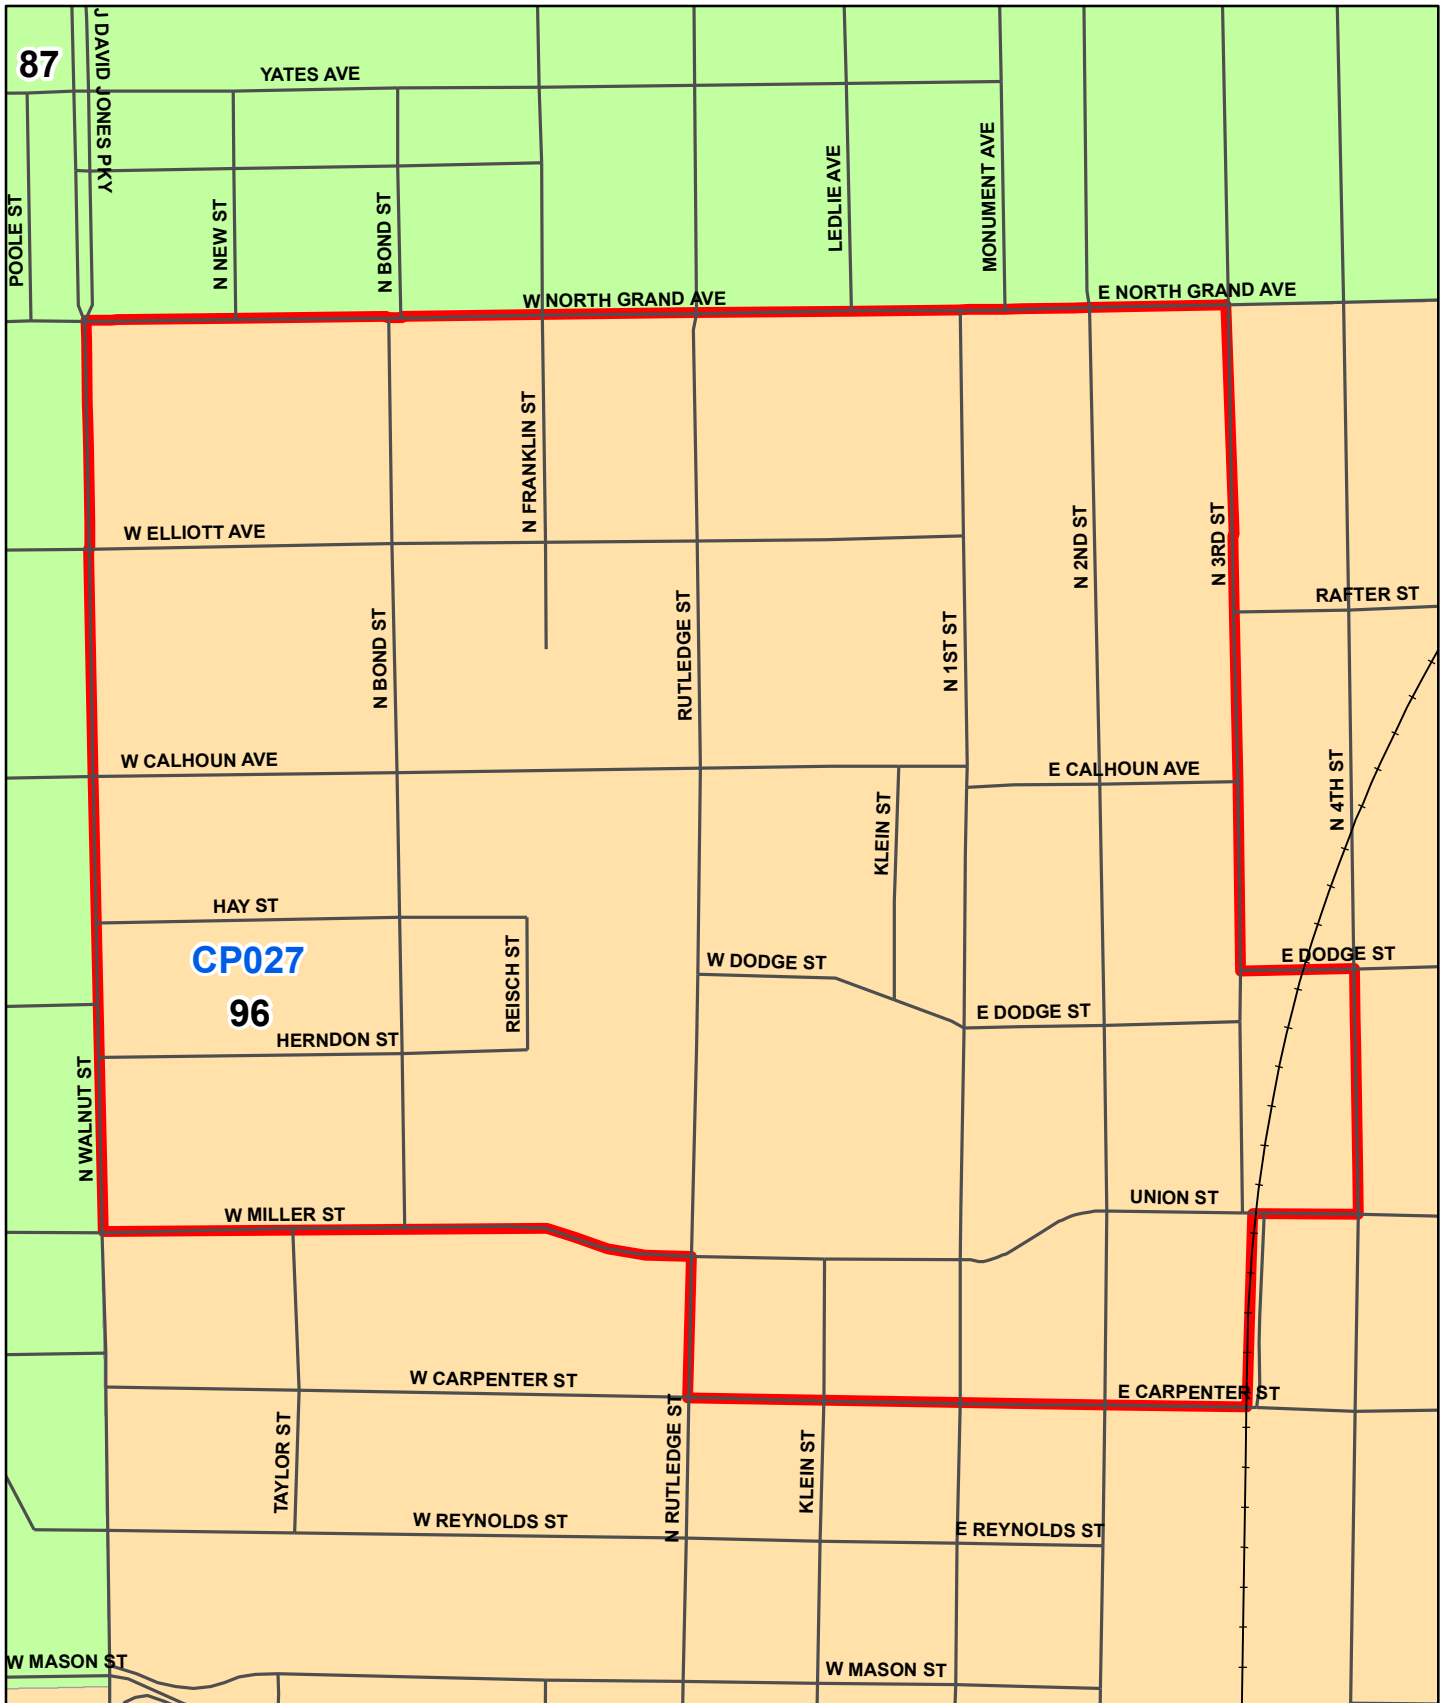 87
J DAVID JONES PKY
YATES AVE
POOLE ST
N NEW ST
N BOND ST
LEDLIE AVE
MONUMENT AVE
W NORTH GRAND AVE
E NORTH GRAND AVE
N FRANKLIN ST
W ELLIOTT AVE
N 2ND ST
N 3RD ST
RAFTER ST
N BOND ST
RUTLEDGE ST
N 1ST ST
W CALHOUN AVE
E CALHOUN AVE
KLEIN ST
N 4TH ST
HAY ST
CP027
96
REISCH ST
W DODGE ST
E DODGE ST
E DODGE ST
HERNDON ST
N WALNUT ST
W MILLER ST
UNION ST
W CARPENTER ST
E CARPENTER ST
TAYLOR ST
N RUTLEDGE ST
KLEIN ST
W REYNOLDS ST
E REYNOLDS ST
W MASON ST
W MASON ST